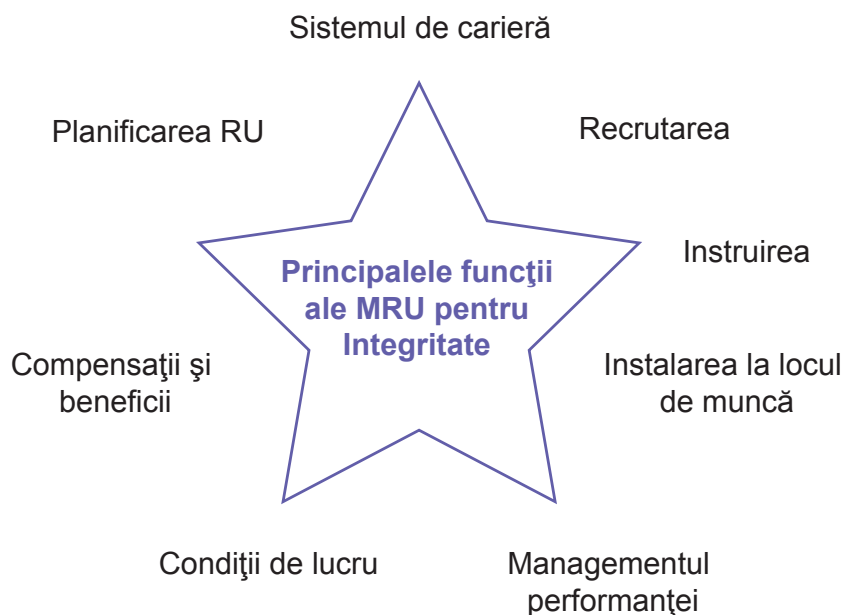 Sistemul de carieră
Planificarea RU
Recrutarea
Principalele funcţii
ale MRU pentru
Integritate
Instruirea
Compensaţii şi
beneficii
Instalarea la locul
de muncă
Condiţii de lucru
Managementul
performanţei